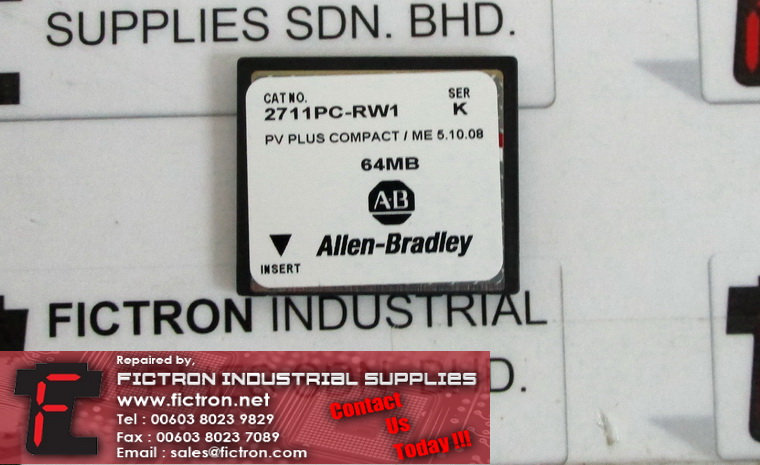 SUPPLIES SDN. BHD.
CAT NO.
SER
2711PC-RW1
K
PV PLUS COMPACT / ME 5.10.08
64MB
A-B
Allen-Bradley
INSERT
FICTRON INDUSTRIAL
D.
Repaired by,
FICTRON INDUSTRIAL SUPPLIES
www.fictron.net
Tel : 00603 8023 9829
Fax : 00603 8023 7089
Email : sales@fictron.com
Contact
Us
Today !!!